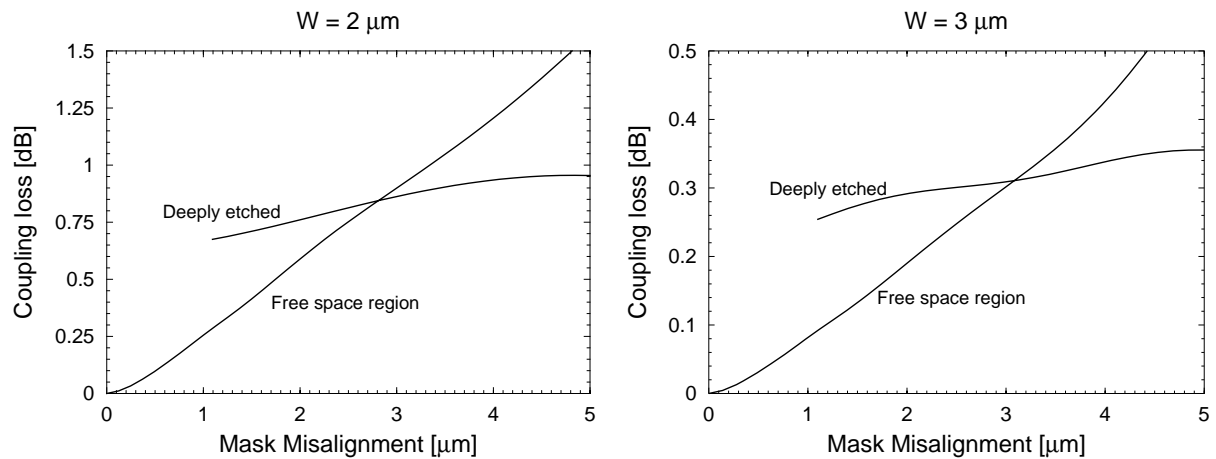 W = 2 μm
Coupling loss [dB]
1.5
1.25
1
0.75
0.5
0.25
0
Deeply etched
Free space region
0 1 2 3 4 5
Mask Misalignment [μm]
W = 3 μm
Coupling loss [dB]
0.5
0.4
0.3
0.2
0.1
0
Deeply etched
Free space region
0 1 2 3 4 5
Mask Misalignment [μm]